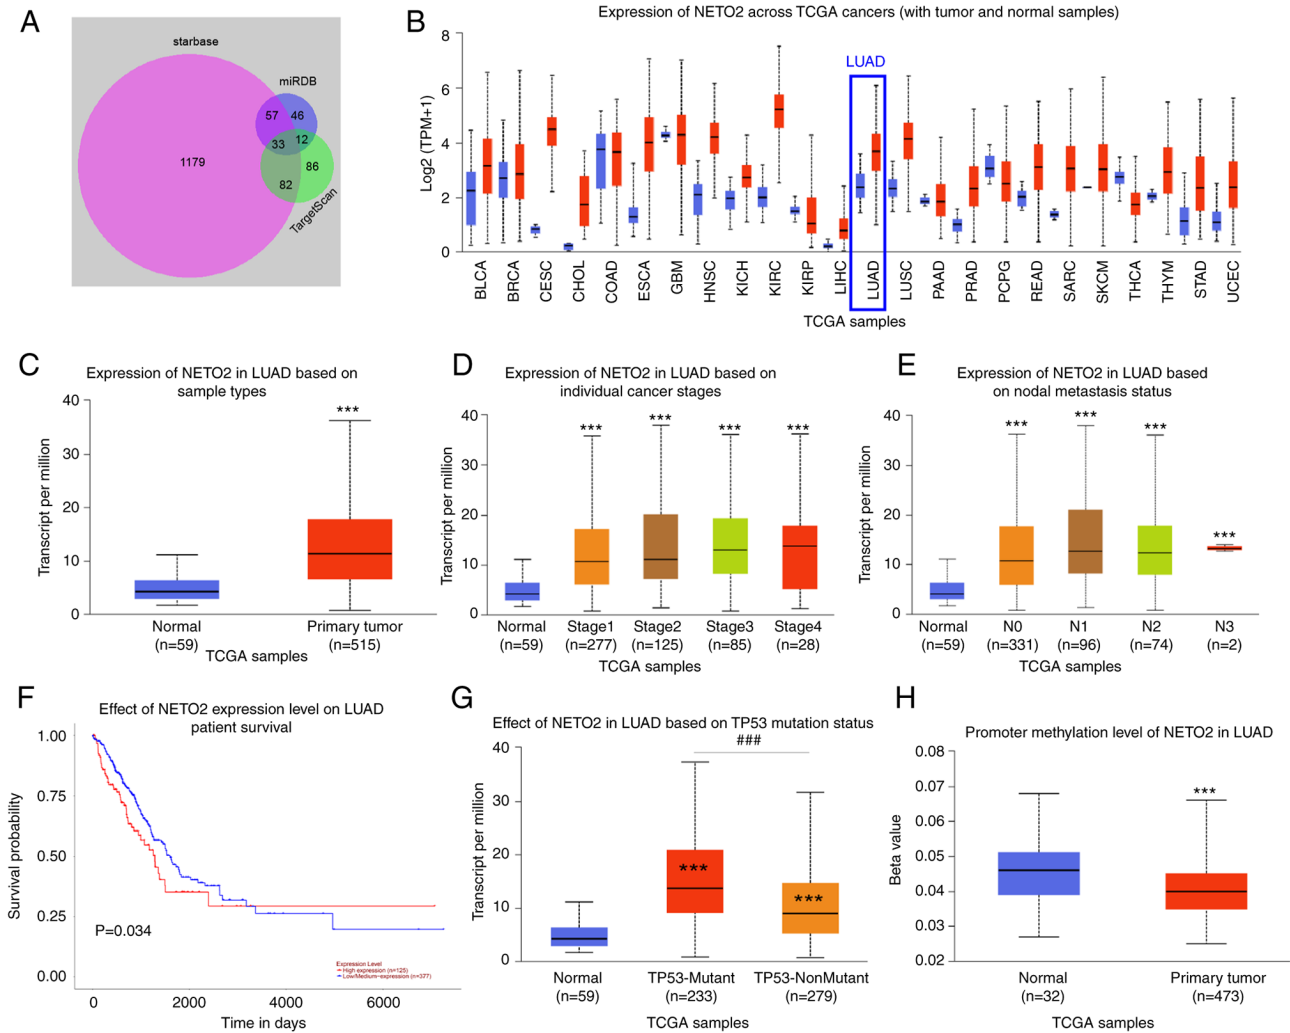 A
starbase
miRDB
57
46
12
33
1179
86
82
TargetScan
B
Expression of NETO2 across TCGA cancers (with tumor and normal samples)
LUAD
Log2 (TPM+1)
8
6
4
2
0
BLCA
BRCA
CESC
CHOL
COAD
ESCA
GBM
HNSC
KICH
KIRC
KIRP
LIHC
LUAD
LUSC
PAAD
PRAD
PCPG
READ
SARC
SKCM
THCA
THYM
STAD
UCEC
TCGA samples
C
Expression of NETO2 in LUAD based on
sample types
Transcript per million
40
30
20
10
0
***
Normal
(n=59)
Primary tumor
(n=515)
TCGA samples
D
Expression of NETO2 in LUAD based on
individual cancer stages
Transcript per million
40
30
20
10
0
***
***
***
***
Normal
(n=59)
Stage1
(n=277)
Stage2
(n=125)
Stage3
(n=85)
Stage4
(n=28)
TCGA samples
E
Expression of NETO2 in LUAD based
on nodal metastasis status
Transcript per million
40
30
20
10
0
***
***
***
***
Normal
(n=59)
N0
(n=331)
N1
(n=96)
N2
(n=74)
N3
(n=2)
TCGA samples
F
Effect of NETO2 expression level on LUAD
patient survival
Survival probability
1.00
0.75
0.50
0.25
0.00
P=0.034
Expression Level
High expression (n=125)
Low/Medium-expression (n=377)
0
2000
4000
6000
Time in days
G
Effect of NETO2 in LUAD based on TP53 mutation status
###
Transcript per million
40
30
20
10
0
***
***
Normal
(n=59)
TP53-Mutant
(n=233)
TP53-NonMutant
(n=279)
TCGA samples
H
Promoter methylation level of NETO2 in LUAD
Beta value
0.08
0.07
0.06
0.05
0.04
0.03
0.02
***
Normal
(n=32)
Primary tumor
(n=473)
TCGA samples